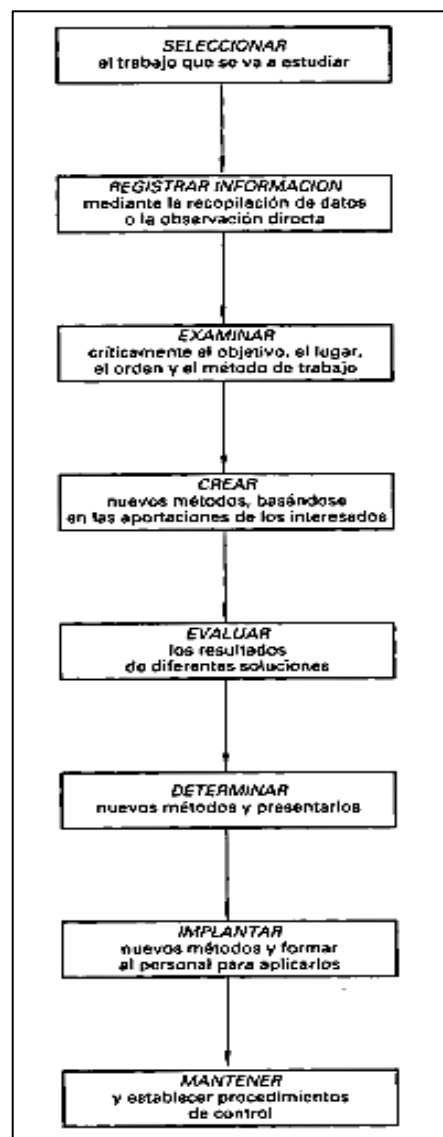 SELECCIONAR
el trabajo que se va a estudiar
REGISTRAR INFORMACION
mediante la recopilación de datos
o la observación directa
EXAMINAR
críticamente el objetivo, el lugar,
el orden y el método de trabajo
CREAR
nuevos métodos, basándose
en las aportaciones de los interesados
EVALUAR
los resultados
de diferentes soluciones
DETERMINAR
nuevos métodos y presentarlos
IMPLANTAR
nuevos métodos y formar
al personal para aplicarlos
MANTENER
y establecer procedimientos
de control